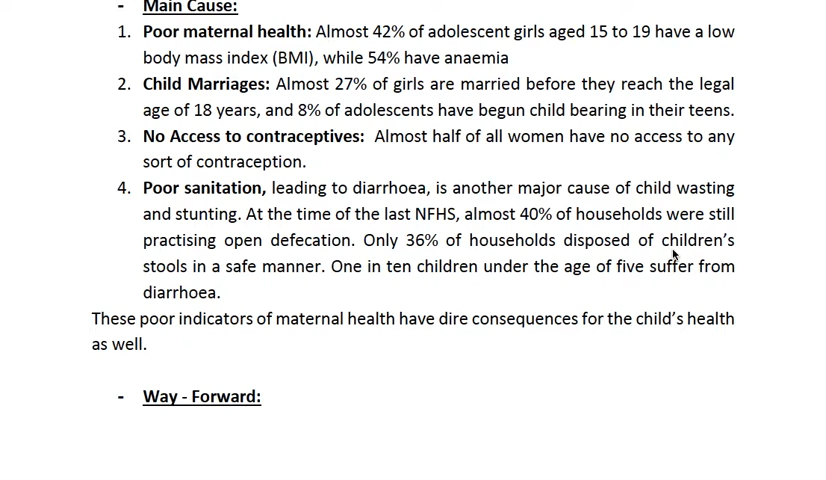 - Main Cause:
1. Poor maternal health: Almost 42% of adolescent girls aged 15 to 19 have a low
body mass index (BMI), while 54% have anaemia
2. Child Marriages: Almost 27% of girls are married before they reach the legal
age of 18 years, and 8% of adolescents have begun child bearing in their teens.
3. No Access to contraceptives: Almost half of all women have no access to any
sort of contraception.
4. Poor sanitation, leading to diarrhoea, is another major cause of child wasting
and stunting. At the time of the last NFHS, almost 40% of households were still
practising open defecation. Only 36% of households disposed of children's
stools in a safe manner. One in ten children under the age of five suffer from
diarrhoea.
These poor indicators of maternal health have dire consequences for the child's health
as well.
- Way - Forward: